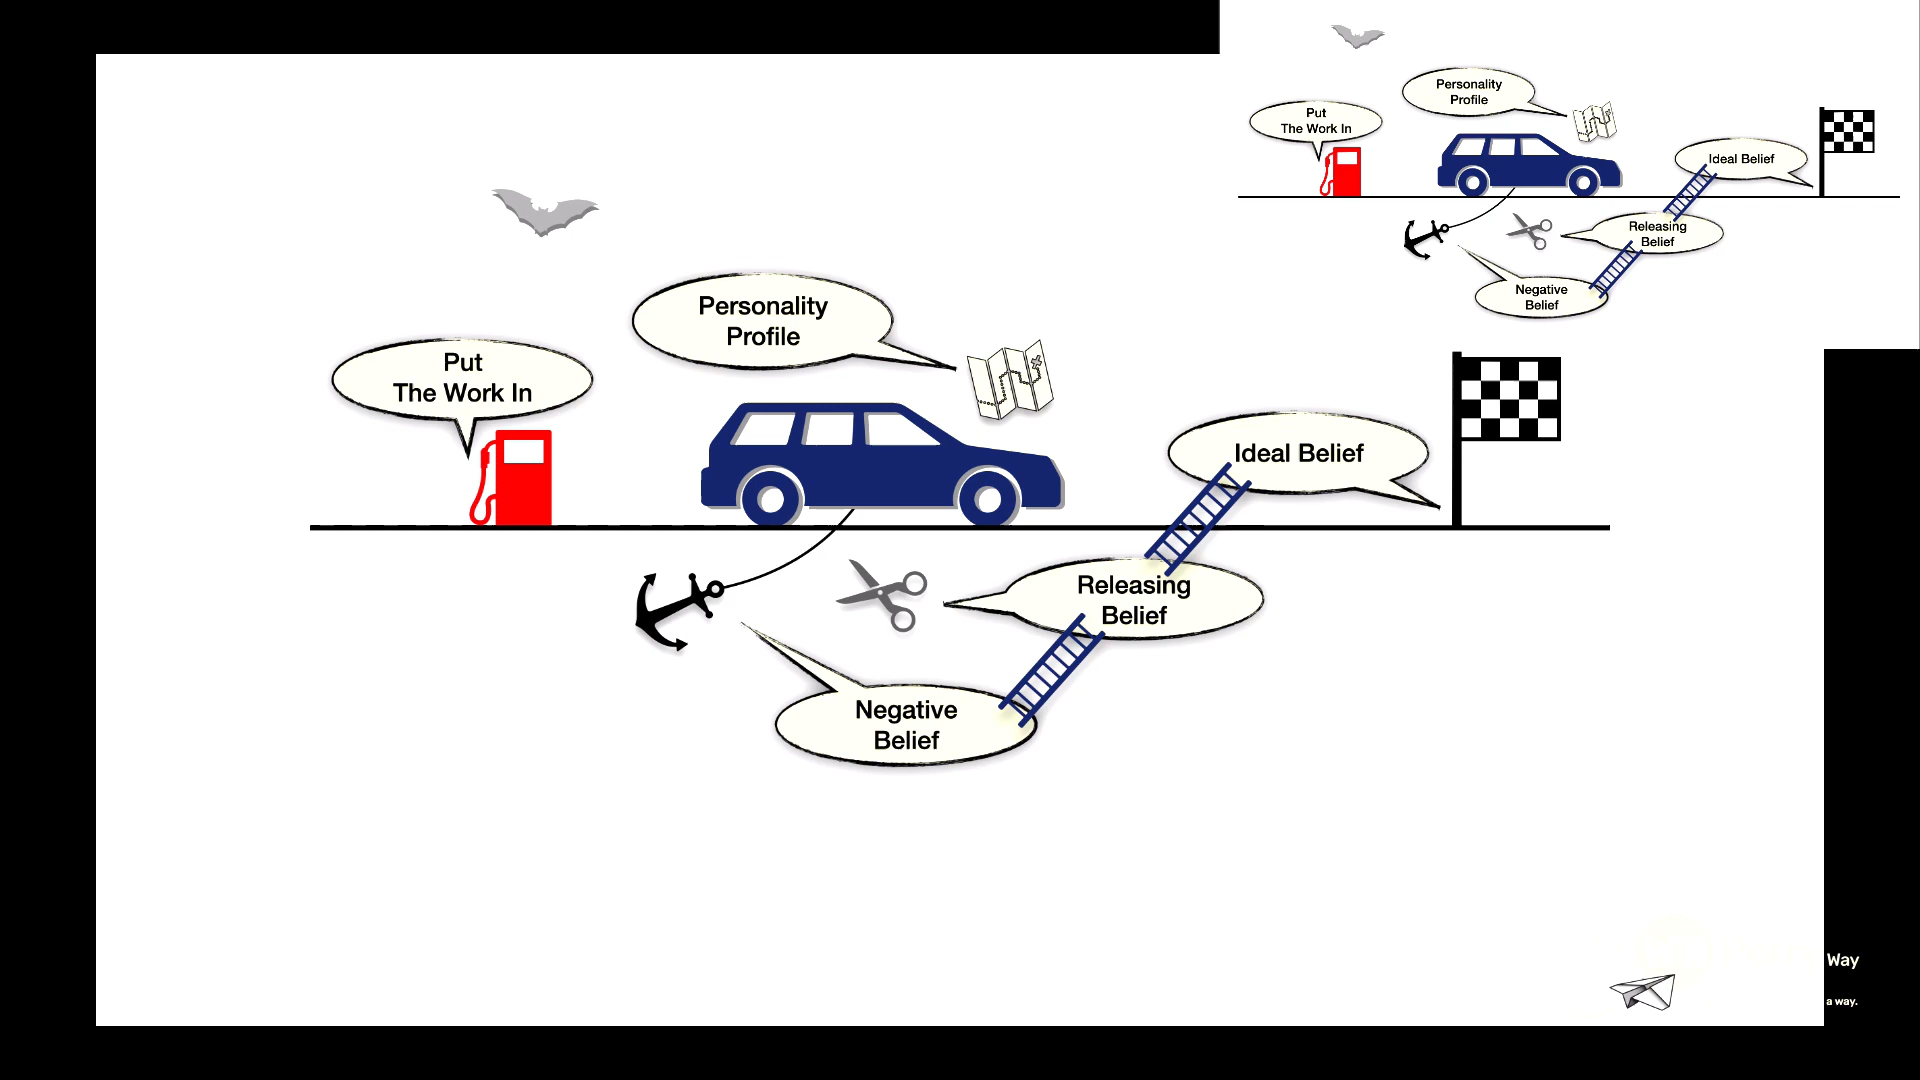 Personality
Profile
Put
The Work In
Ideal Belief
Releasing
Belief
Negative
Belief
Personality
Profile
Put
The Work In
Ideal Belief
Releasing
Belief
Negative
Belief
Way
a way.